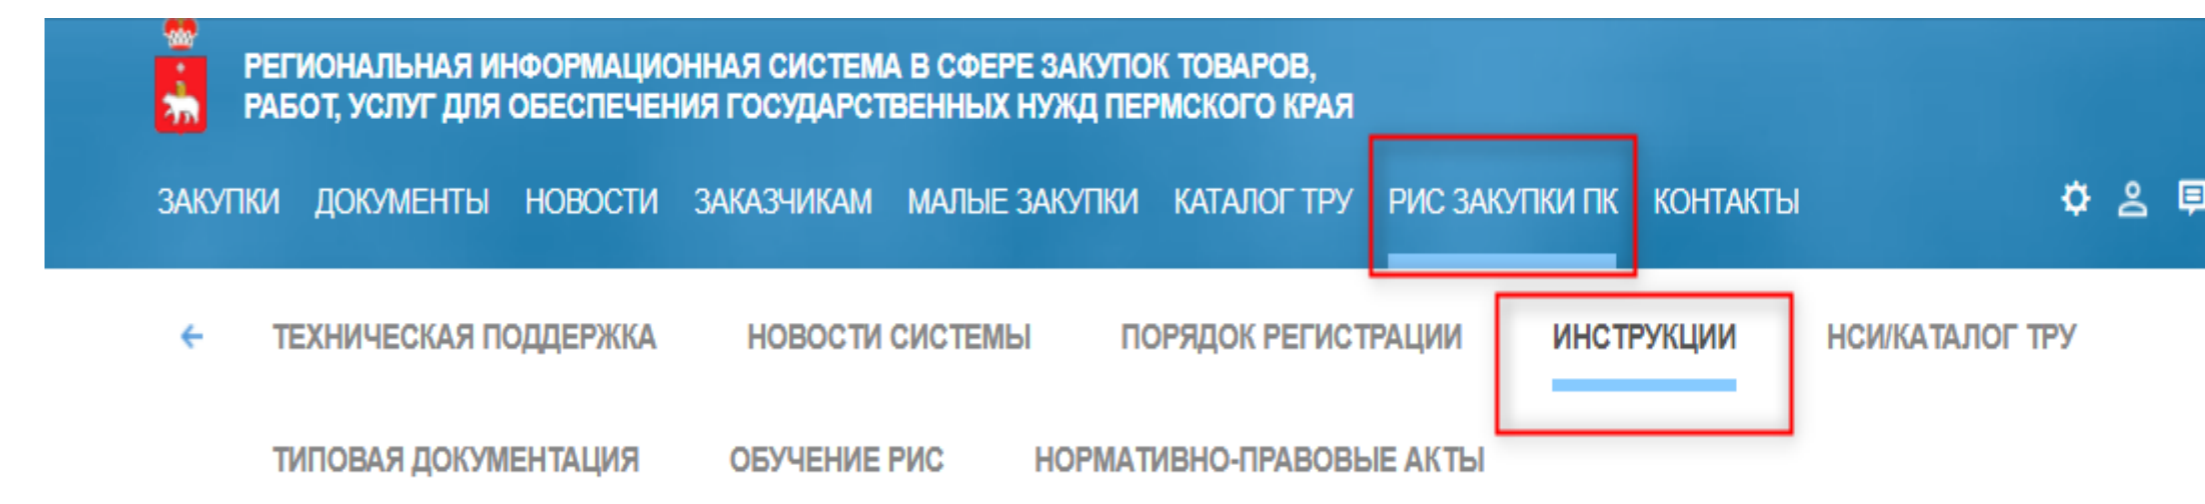 РЕГИОНАЛЬНАЯ ИНФОРМАЦИОННАЯ СИСТЕМА В СФЕРЕ ЗАКУПОК ТОВАРОВ,
РАБОТ, УСЛУГ ДЛЯ ОБЕСПЕЧЕНИЯ ГОСУДАРСТВЕННЫХ НУЖД ПЕРМСКОГО КРАЯ
ЗАКУПКИ ДОКУМЕНТЫ НОВОСТИ ЗАКАЗЧИКАМ МАЛЫЕ ЗАКУПКИ КАТАЛОГ ТРУ РИС ЗАКУПКИ ПК КОНТАКТЫ
ТЕХНИЧЕСКАЯ ПОДДЕРЖКА НОВОСТИ СИСТЕМЫ ПОРЯДОК РЕГИСТРАЦИИ ИНСТРУКЦИИ НСИ/КАТАЛОГ ТРУ
ТИПОВАЯ ДОКУМЕНТАЦИЯ ОБУЧЕНИЕ РИС НОРМАТИВНО-ПРАВОВЫЕ АКТЫ